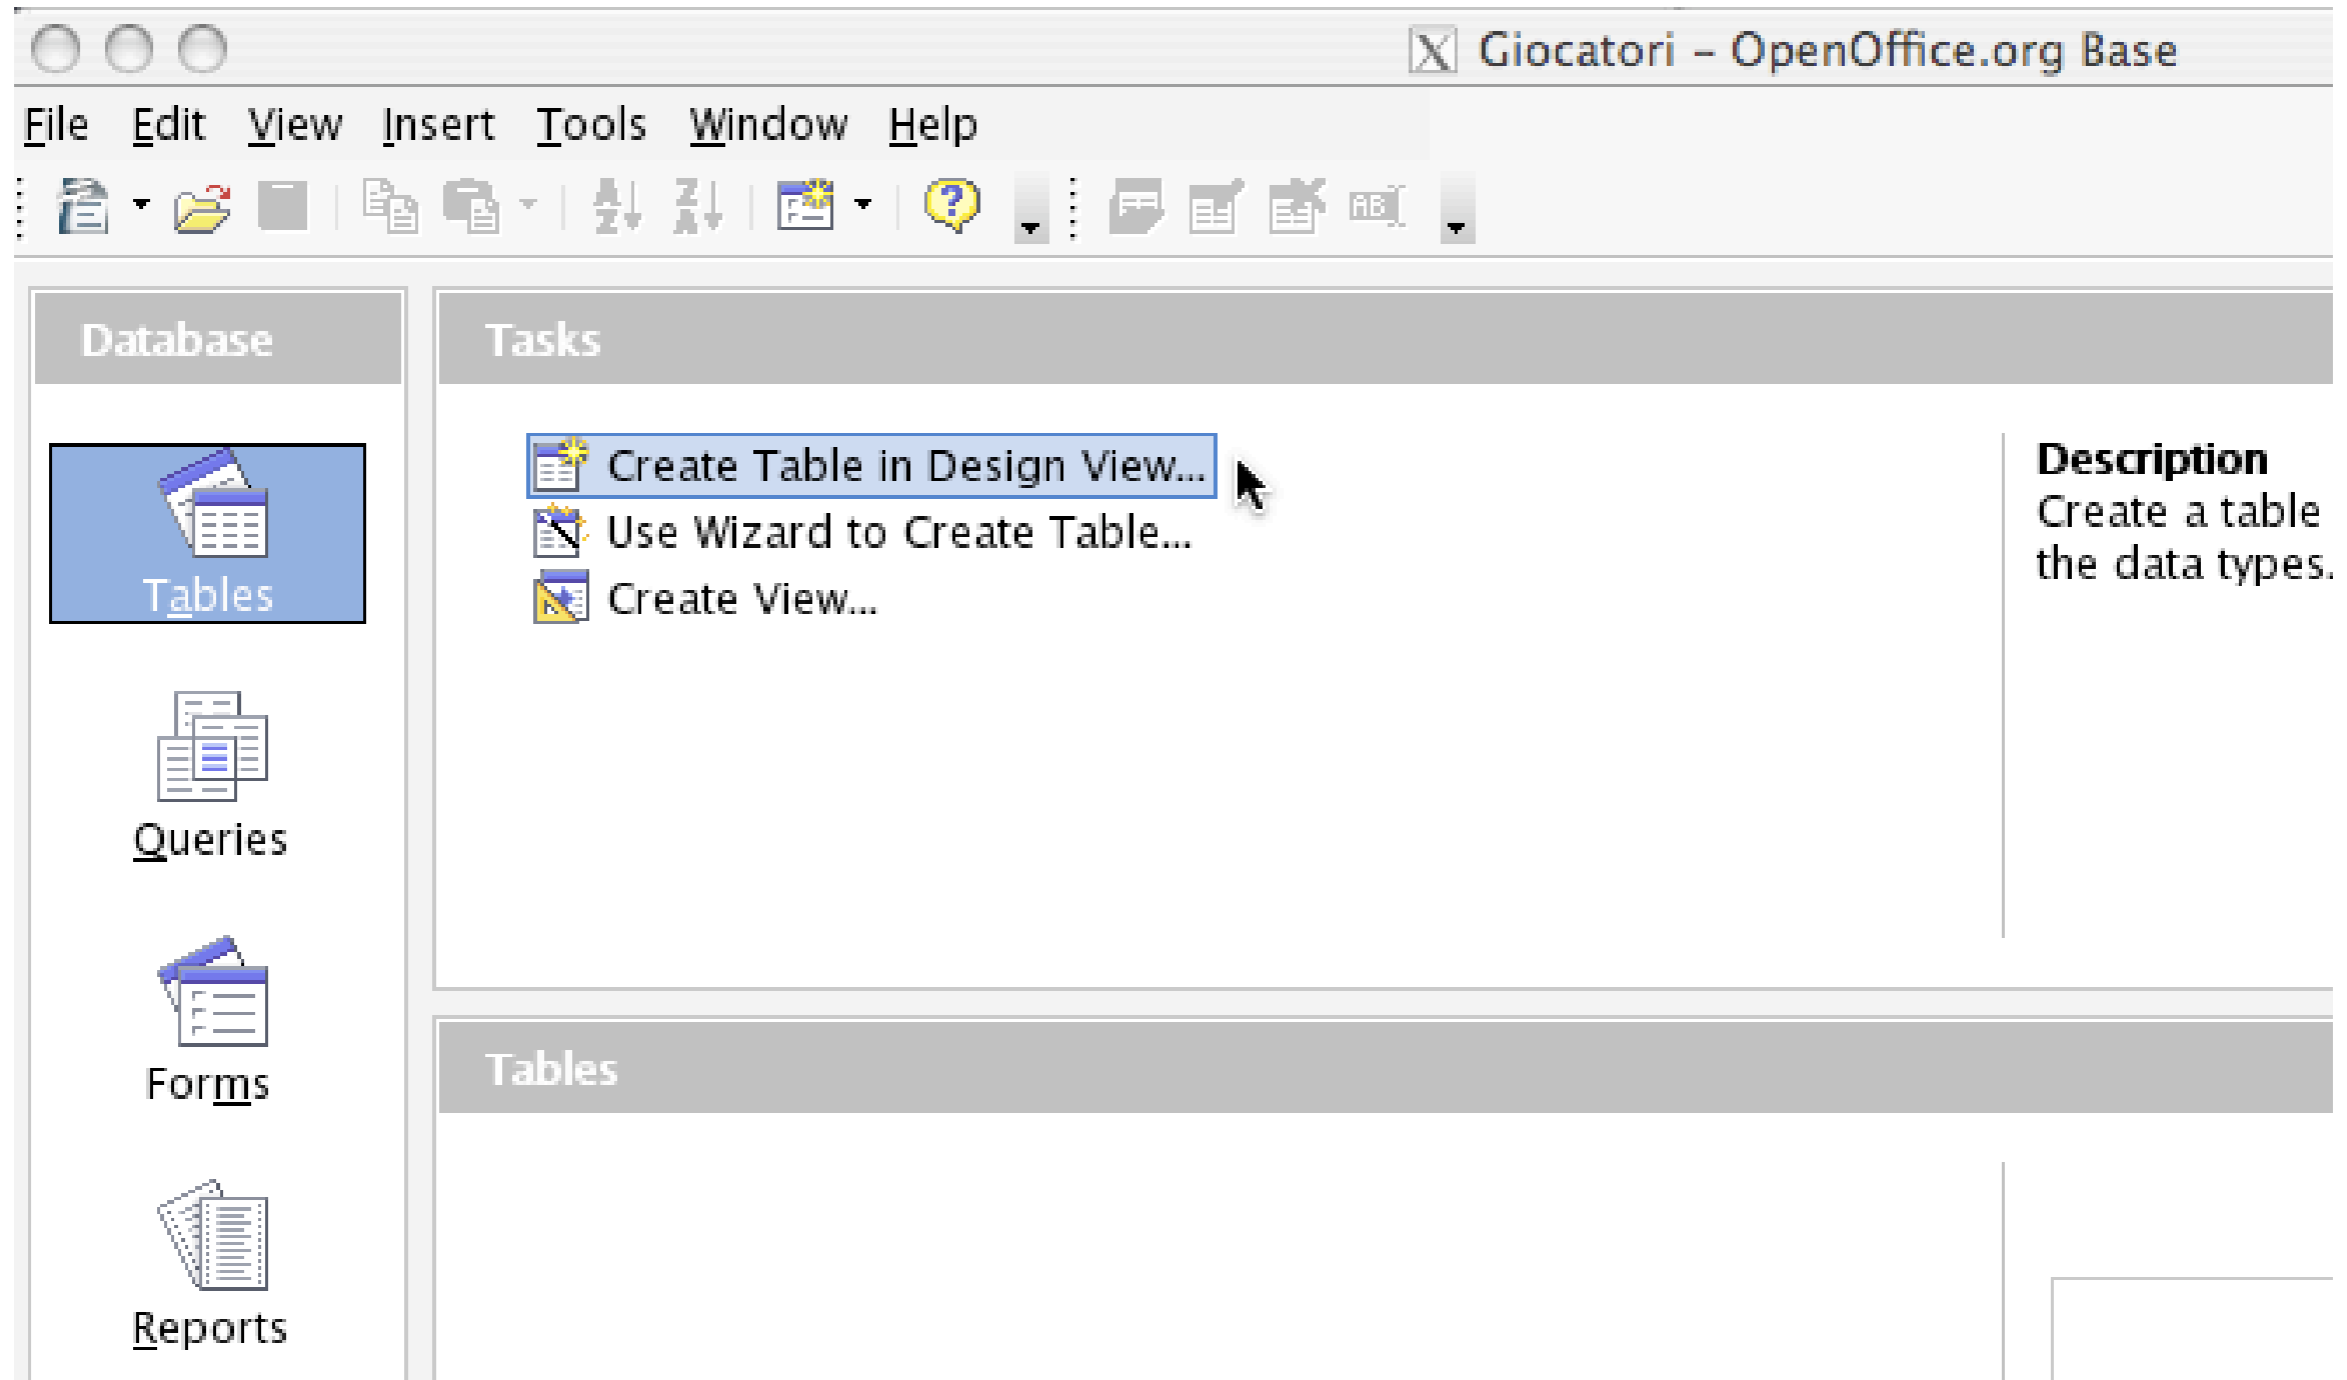 Giocatori – OpenOffice.org Base
File Edit View Insert Tools Window Help
Database
Tables
Queries
Forms
Reports
Tasks
Create Table in Design View...
Use Wizard to Create Table...
Create View...
Description
Create a table
the data types.
Tables